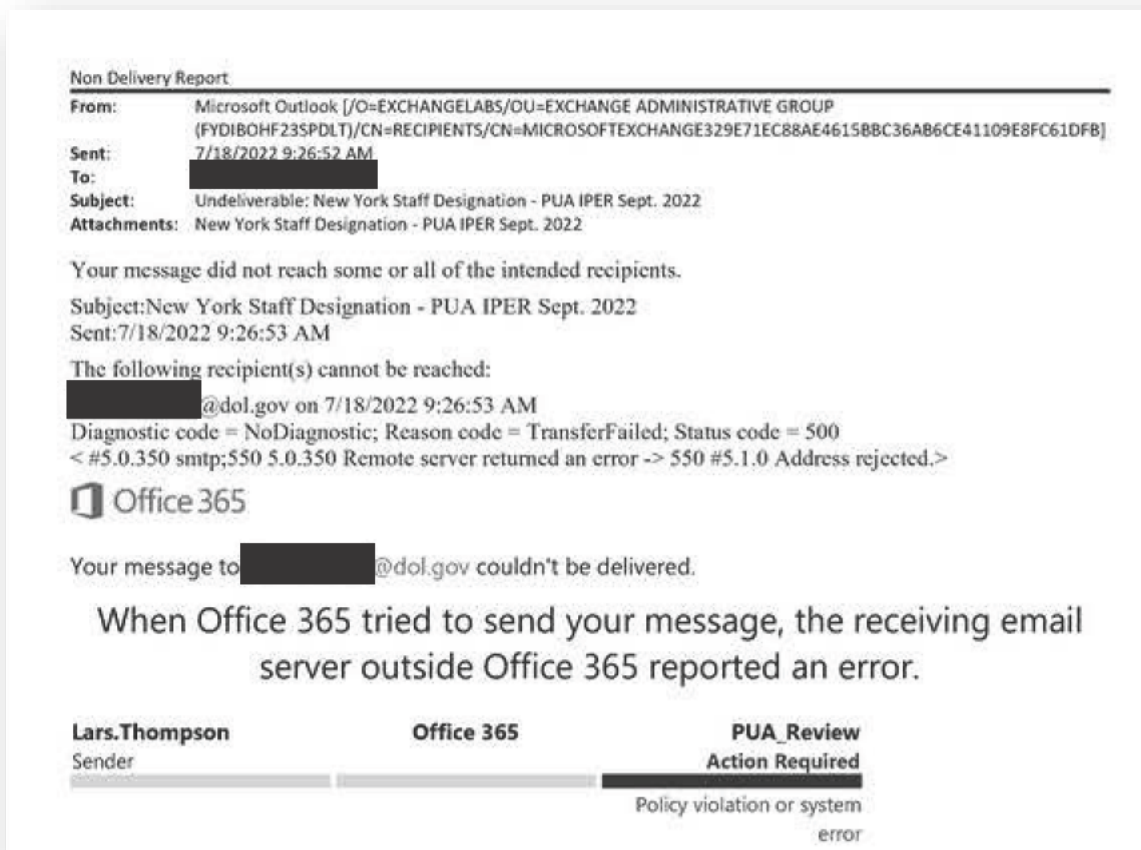 Non Delivery Report
From: Microsoft Outlook [/O=EXCHANGELABS/OU=EXCHANGE ADMINISTRATIVE GROUP
(FYDIBOHF23SPDLT)/CN=RECIPIENTS/CN=MICROSOFTEXCHANGE329E71EC88AE4615BBC36AB6CE41109E8FC61DFB]
Sent: 7/18/2022 9:26:52 AM
To:
Subject: Undeliverable: New York Staff Designation - PUA IPER Sept. 2022
Attachments: New York Staff Designation - PUA IPER Sept. 2022
Your message did not reach some or all of the intended recipients.
Subject:New York Staff Designation - PUA IPER Sept. 2022
Sent:7/18/2022 9:26:53 AM
The following recipient(s) cannot be reached:
@dol.gov on 7/18/2022 9:26:53 AM
Diagnostic code = NoDiagnostic; Reason code = TransferFailed; Status code = 500
< #5.0.350 smtp;550 5.0.350 Remote server returned an error -> 550 #5.1.0 Address rejected.>
Office 365
Your message to @dol.gov couldn't be delivered.
When Office 365 tried to send your message, the receiving email
server outside Office 365 reported an error.
Lars.Thompson Office 365 PUA_Review
Sender Action Required
Policy violation or system
error